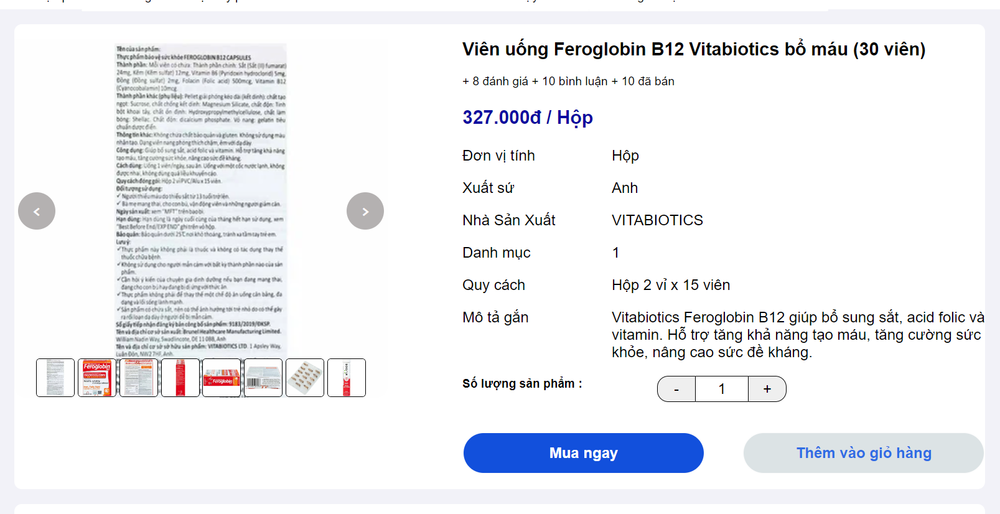 Tên của sản phẩm:
Thực phẩm bảo vệ sức khỏe FEROGLOBIN B12 CAPSULES
Thành phần: Mỗi viên có chứa: Thành phần chính: Sắt (Sắt (II) fumarat)
24mg, Kẽm (Kẽm sulfat) 12mg, Vitamin B6 (Pyridoxin hydroclorid) 5mg,
Đồng (Đồng sulfat) 2mg, Folacin (Folic acid) 500mcg, Vitamin B12
(Cyanocobalamin) 10mcg.
Thành phần khác (phụ liệu): Pellet giải phóng kéo dài (kết dính): chất tạo
ngọt: Sucrose, chất chống kết dính: Magnesium Silicate, chất độn: Tinh
bột khoai tây, chất ổn định: Hydroxypropylmethylcellulose, chất làm
bóng: Shellac. Chất độn: dicalcium phosphate. Vỏ nang: gelatin tiêu
chuẩn dược điển.
Thông tin khác: Không chứa chất bảo quản và gluten. Không sử dụng màu
nhân tạo. Dạng viên nang phóng thích chậm, êm với dạ dày.
Công dụng: Giúp bổ sung sắt, acid folic và vitamin. Hỗ trợ tăng khả năng
tạo máu, tăng cường sức khỏe, nâng cao sức đề kháng.
Cách dùng: Uống 1 viên/ngày, sau ăn. Uống với một cốc nước lạnh, không
được nhai, không dùng quá liều khuyến cáo.
Quy cách đóng gói: Hộp 2 vỉ PVC/Alu x 15 viên.
Đối tượng sử dụng:
✓ Người thiếu máu do thiếu sắt từ 13 tuổi trở lên.
✓ Bà mẹ mang thai, cho con bú, vận động viên và những người giảm cân.
Ngày sản xuất: xem "MFT" trên bao bì.
Hạn dùng: Hạn dùng là ngày cuối cùng của tháng hết hạn sử dụng, xem
"Best Before End/EXP END" ghi trên vỏ hộp.
Bảo quản: Bảo quản dưới 25℃ nơi khô thoáng, tránh xa tầm tay trẻ em.
Lưu ý:
✓ Thực phẩm này không phải là thuốc và không có tác dụng thay thế
thuốc chữa bệnh.
✓ Không sử dụng cho người mẫn cảm với bất kỳ thành phần nào của sản
phẩm.
✓ Cần hỏi ý kiến của chuyên gia dinh dưỡng nếu bạn đang mang thai,
đang cho con bú hay đang bị dị ứng với thức ăn.
✓ Thực phẩm không phải để thay thế một chế độ ăn uống cân bằng, đa
dạng và lối sống lành mạnh.
✓ Sản phẩm có chứa sắt, nên có thể ảnh hưởng tới trẻ nhỏ do có thể gây
ra rối loạn dạ dày ở người dễ bị mẫn cảm.
Số giấy tiếp nhận đăng ký bản công bố sản phẩm: 9183/2019/ĐKSP.
Tên và địa chỉ cơ sở sản xuất: Brunel Healthcare Manufacturing Limited.
William Nadin Way, Swadlincote, DE 11 0BB, Anh
Tên và địa chỉ cơ sở sở hữu sản phẩm: VITABIOTICS LTD. 1 Apsley Way,
Luân Đôn, NW2 7HF, Anh.
<
>
Feroglobin
Viên uống Feroglobin B12 Vitabiotics bổ máu (30 viên)
+ 8 đánh giá + 10 bình luận + 10 đã bán
327.000đ / Hộp
Đơn vị tính Hộp
Xuất sứ Anh
Nhà Sản Xuất VITABIOTICS
Danh mục 1
Quy cách Hộp 2 vỉ x 15 viên
Mô tả gắn Vitabiotics Feroglobin B12 giúp bổ sung sắt, acid folic và
vitamin. Hỗ trợ tăng khả năng tạo máu, tăng cường sức
khỏe, nâng cao sức đề kháng.
Số lượng sản phẩm :
- 1 +
Mua ngay
Thêm vào giỏ hàng